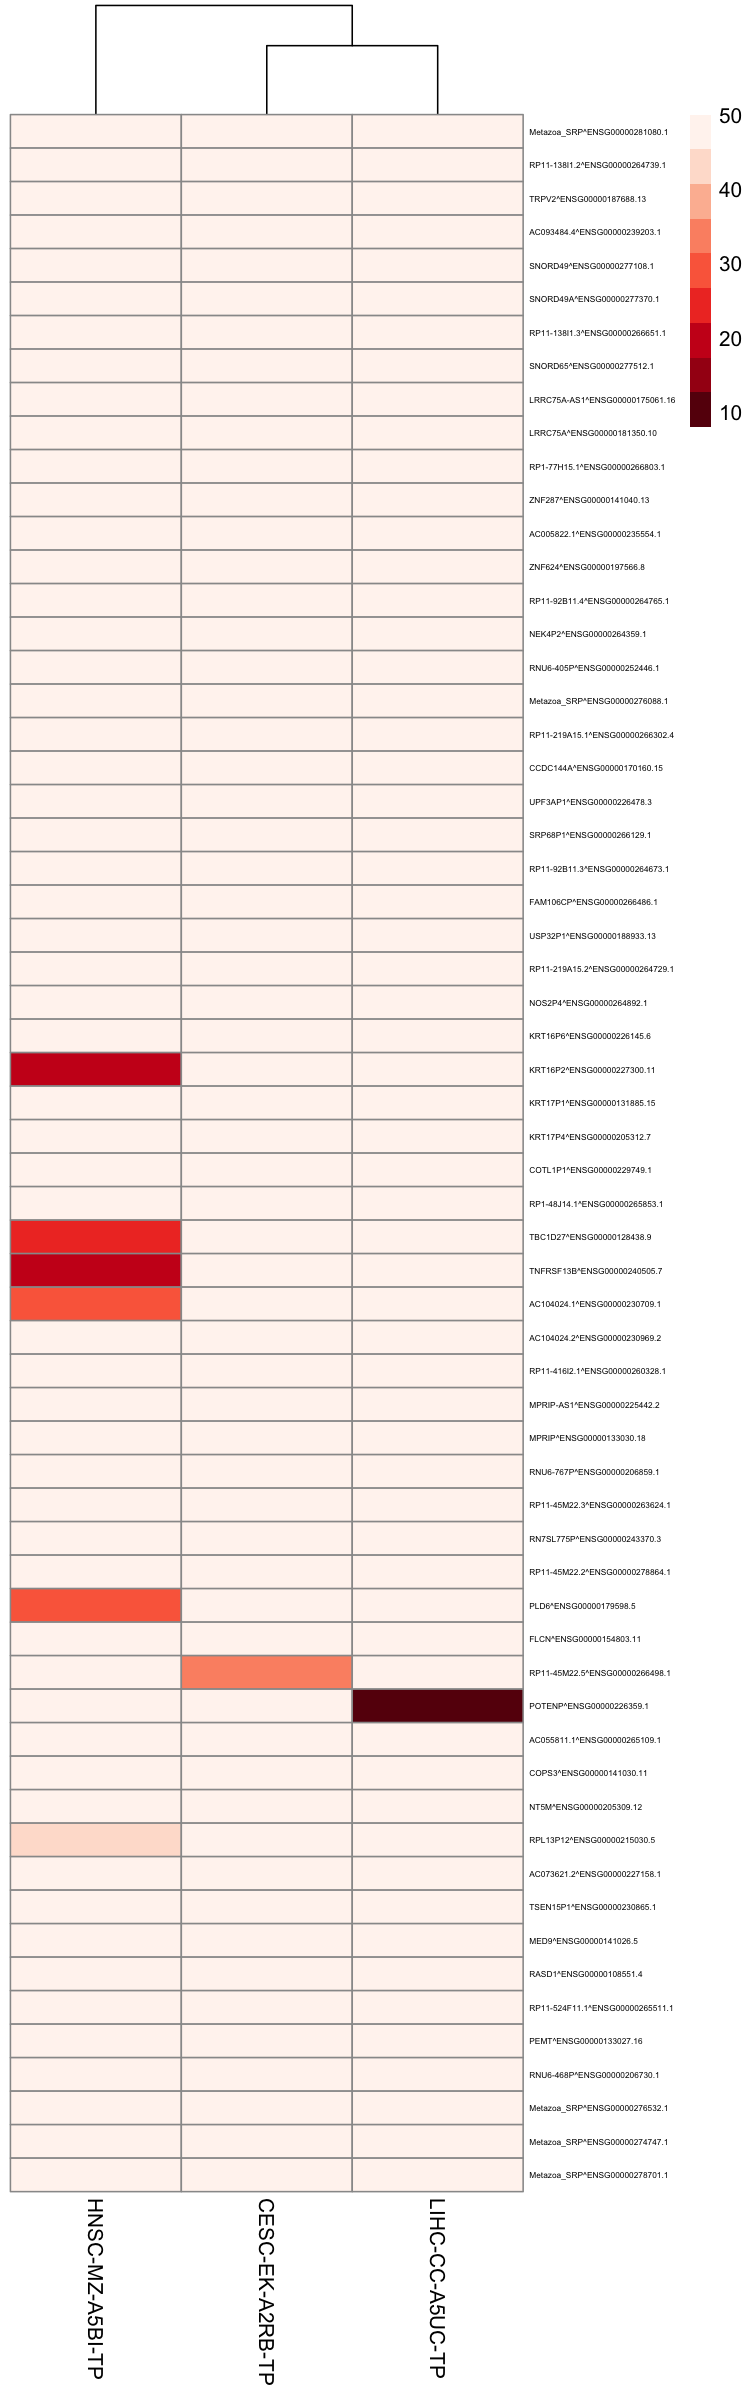 Metazoa_SRP^ENSG00000281080.1
RP11-138I1.2^ENSG00000264739.1
TRPV2^ENSG00000187688.13
AC093484.4^ENSG00000239203.1
SNORD49^ENSG00000277108.1
SNORD49A^ENSG00000277370.1
RP11-138I1.3^ENSG00000266651.1
SNORD65^ENSG00000277512.1
LRRC75A-AS1^ENSG00000175061.16
LRRC75A^ENSG00000181350.10
RP1-77H15.1^ENSG00000266803.1
ZNF287^ENSG00000141040.13
AC005822.1^ENSG00000235554.1
ZNF624^ENSG00000197566.8
RP11-92B11.4^ENSG00000264765.1
NEK4P2^ENSG00000264359.1
RNU6-405P^ENSG00000252446.1
Metazoa_SRP^ENSG00000276088.1
RP11-219A15.1^ENSG00000266302.4
CCDC144A^ENSG00000170160.15
UPF3AP1^ENSG00000226478.3
SRP68P1^ENSG00000266129.1
RP11-92B11.3^ENSG00000264673.1
FAM106CP^ENSG00000266486.1
USP32P1^ENSG00000188933.13
RP11-219A15.2^ENSG00000264729.1
NOS2P4^ENSG00000264892.1
KRT16P6^ENSG00000226145.6
KRT16P2^ENSG00000227300.11
KRT17P1^ENSG00000131885.15
KRT17P4^ENSG00000205312.7
COTL1P1^ENSG00000229749.1
RP1-48J14.1^ENSG00000265853.1
TBC1D27^ENSG00000128438.9
TNFRSF13B^ENSG00000240505.7
AC104024.1^ENSG00000230709.1
AC104024.2^ENSG00000230969.2
RP11-416I2.1^ENSG00000260328.1
MPRIP-AS1^ENSG00000225442.2
MPRIP^ENSG00000133030.18
RNU6-767P^ENSG00000206859.1
RP11-45M22.3^ENSG00000263624.1
RN7SL775P^ENSG00000243370.3
RP11-45M22.2^ENSG00000278864.1
PLD6^ENSG00000179598.5
FLCN^ENSG00000154803.11
RP11-45M22.5^ENSG00000266498.1
POTENP^ENSG00000226359.1
AC055811.1^ENSG00000265109.1
COPS3^ENSG00000141030.11
NT5M^ENSG00000205309.12
RPL13P12^ENSG00000215030.5
AC073621.2^ENSG00000227158.1
TSEN15P1^ENSG00000230865.1
MED9^ENSG00000141026.5
RASD1^ENSG00000108551.4
RP11-524F11.1^ENSG00000265511.1
PEMT^ENSG00000133027.16
RNU6-468P^ENSG00000206730.1
Metazoa_SRP^ENSG00000276532.1
Metazoa_SRP^ENSG00000274747.1
Metazoa_SRP^ENSG00000278701.1
50
40
30
20
10
HNSC-MZ-A5BI-TP
CESC-EK-A2RB-TP
LIHC-CC-A5UC-TP